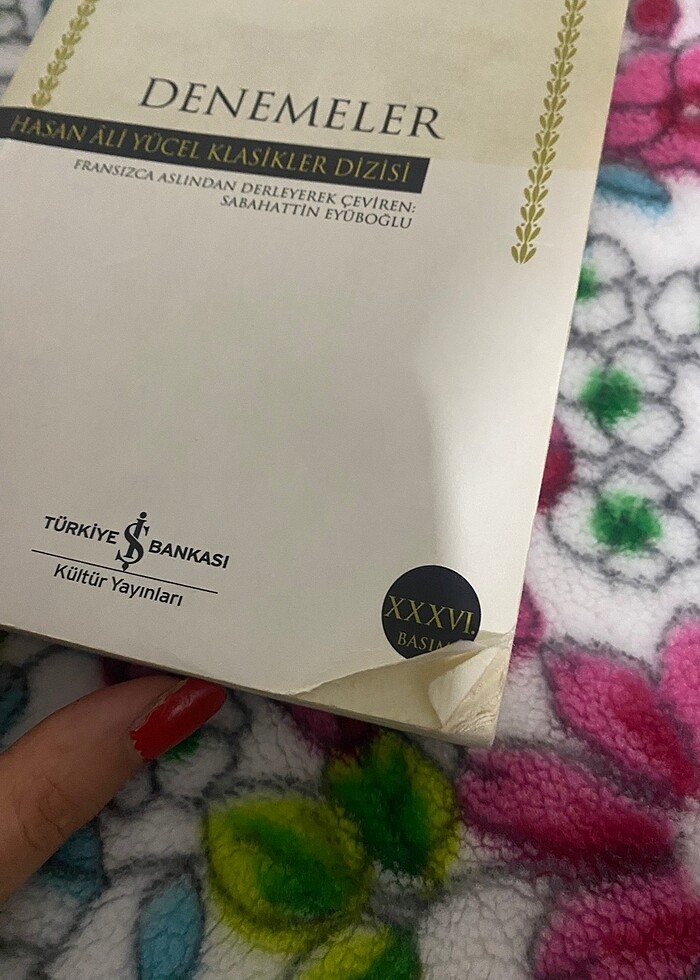 DENEMELER
HASAN ÂLİ YÜCEL KLASİKLER DİZİSİ
FRANSIZCA ASLINDAN DERLEYEREK ÇEVİREN:
SABAHATTİN EYÜBOĞLU
TÜRKİYE İŞ BANKASI
Kültür Yayınları
XXXVI.